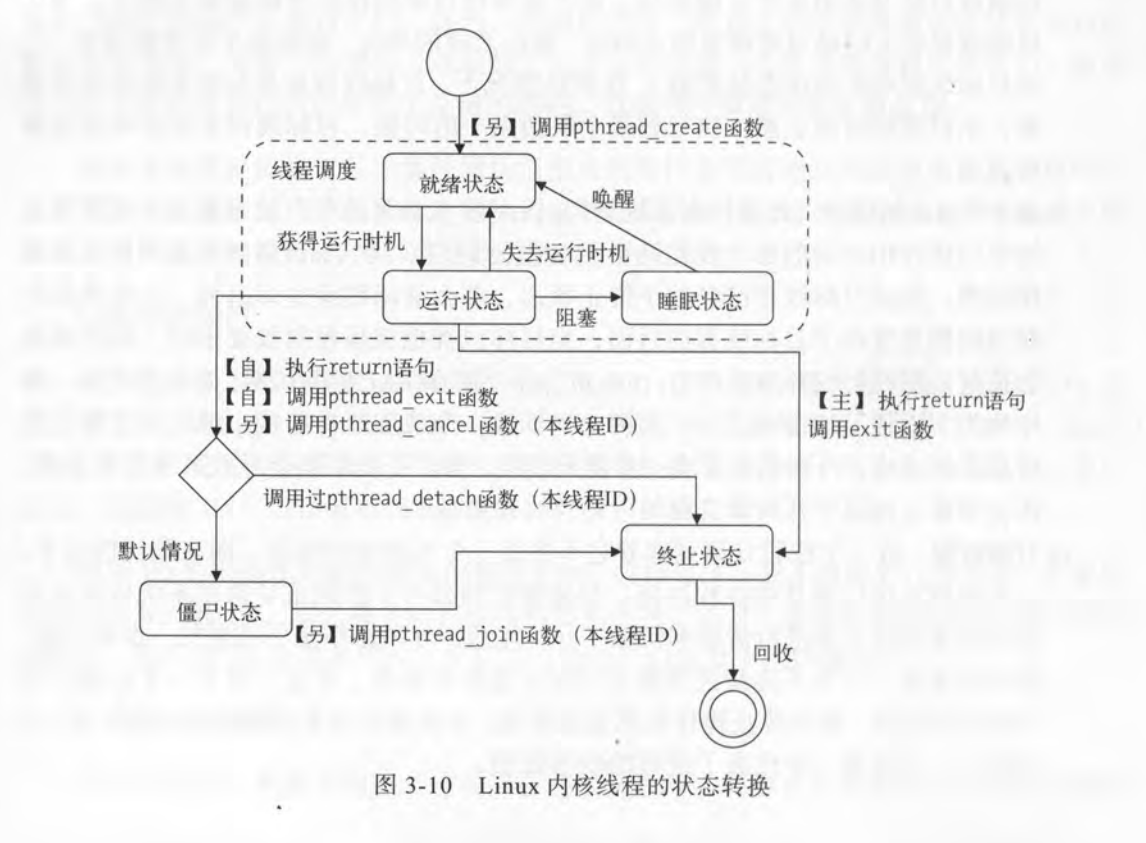 【另】调用pthread_create函数
线程调度
就绪状态
唤醒
获得运行时机
失去运行时机
运行状态
睡眠状态
阻塞
【自】执行return语句
【自】调用pthread_exit函数
【另】调用pthread_cancel函数（本线程ID）
【主】执行return语句
调用exit函数
调用过pthread_detach函数（本线程ID）
默认情况
终止状态
僵尸状态
【另】调用pthread_join函数（本线程ID）
回收
图 3-10 Linux 内核线程的状态转换